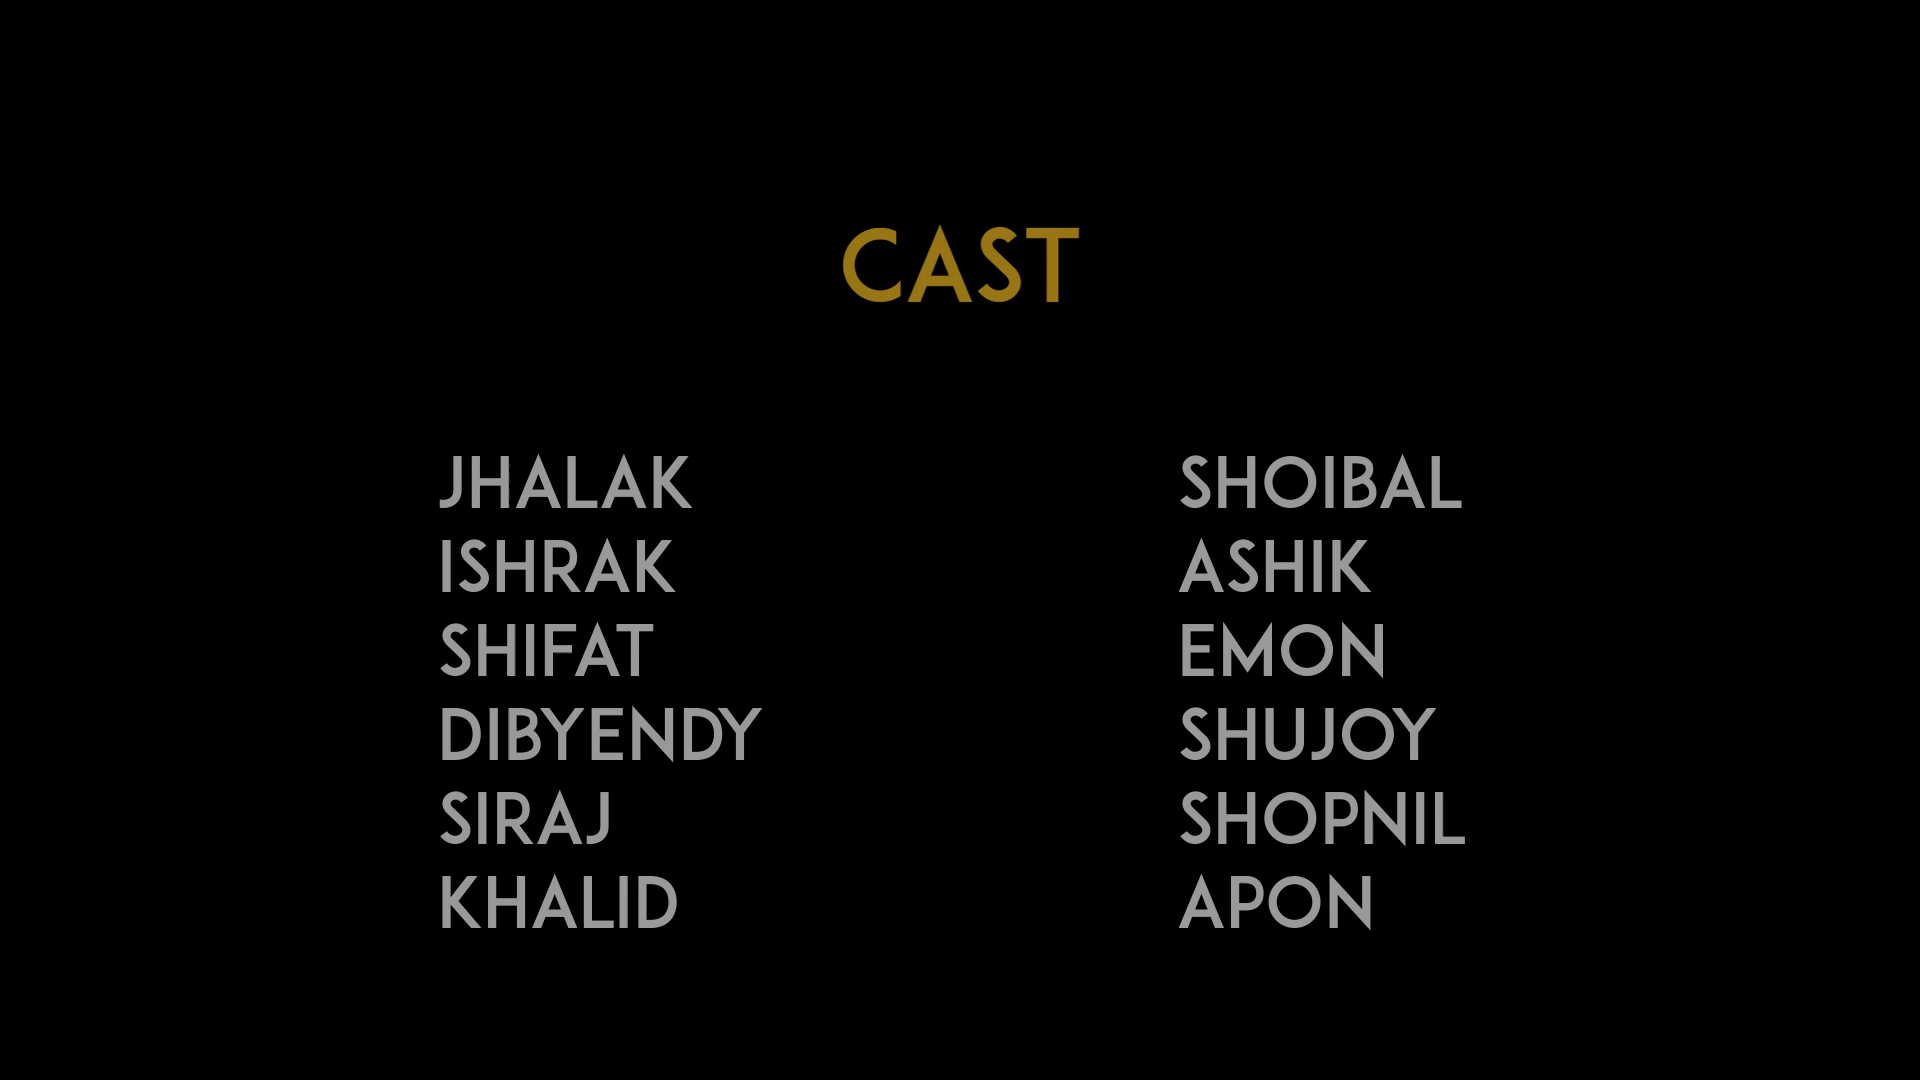 CAST
JHALAK
ISHRAK
SHIFAT
DIBYENDY
SIRAJ
KHALID
SHOIBAL
ASHIK
EMON
SHUJOY
SHOPNIL
APON